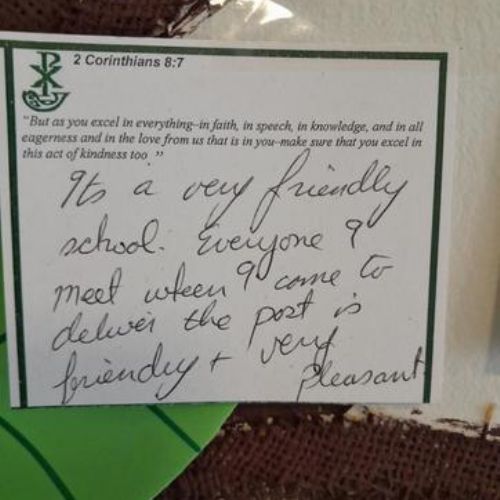 2 Corinthians 8:7
"But as you excel in everything–in faith, in speech, in knowledge, and in all
eagerness and in the love from us that is in you–make sure that you excel in
this act of kindness too."
Its a very friendly
school. Everyone I
meet when I come to
deliver the post is
friendly + very
pleasant